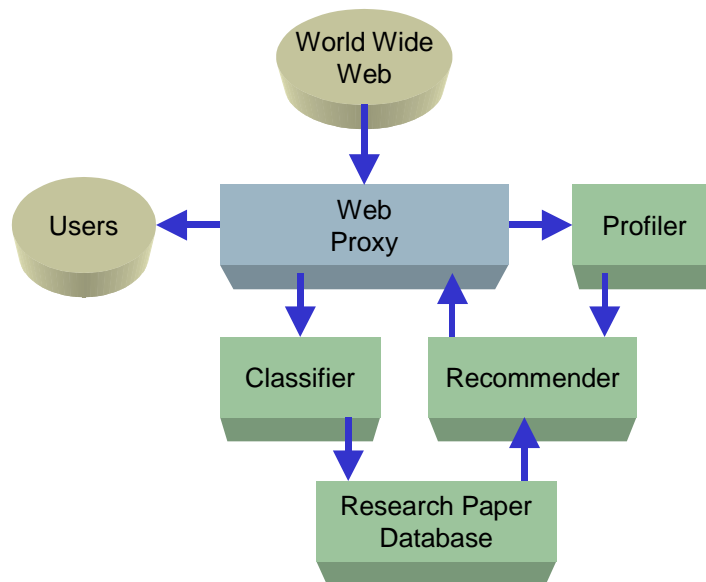 World Wide
Web
Users
Web
Proxy
Profiler
Classifier
Recommender
Research Paper
Database